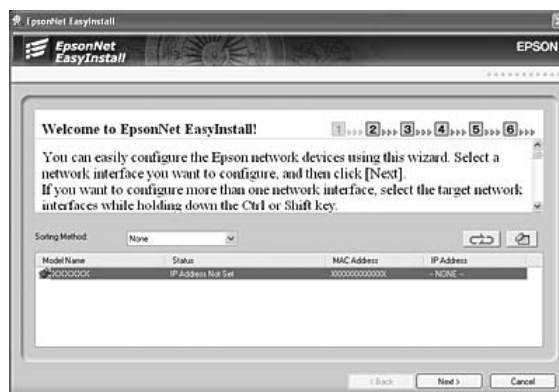 EpsonNet EasyInstall
EpsonNet
EasyInstall
EPSON
Welcome to EpsonNet EasyInstall!
1 >>> 2 >>> 3 >>> 4 >>> 5 >>> 6 >>>
You can easily configure the Epson network devices using this wizard. Select a
network interface you want to configure, and then click [Next].
If you want to configure more than one network interface, select the target network
interfaces while holding down the Ctrl or Shift key.
Sorting Method: None
Model Name Status MAC Address IP Address
XXXXXXX IP Address Not Set XXXXXXXXXXXX -- NONE --
< Back Next > Cancel